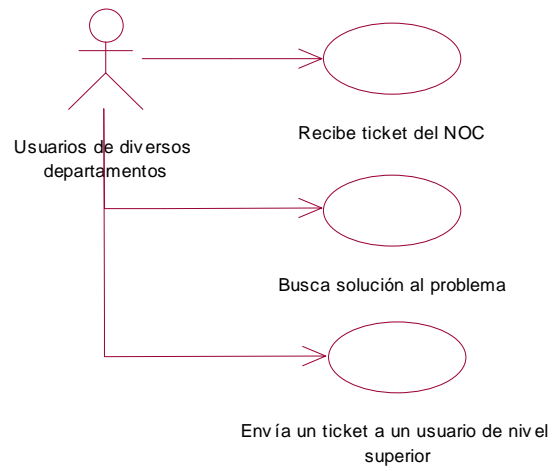 Usuarios de diversos
departamentos
Recibe ticket del NOC
Busca solución al problema
Envía un ticket a un usuario de nivel
superior